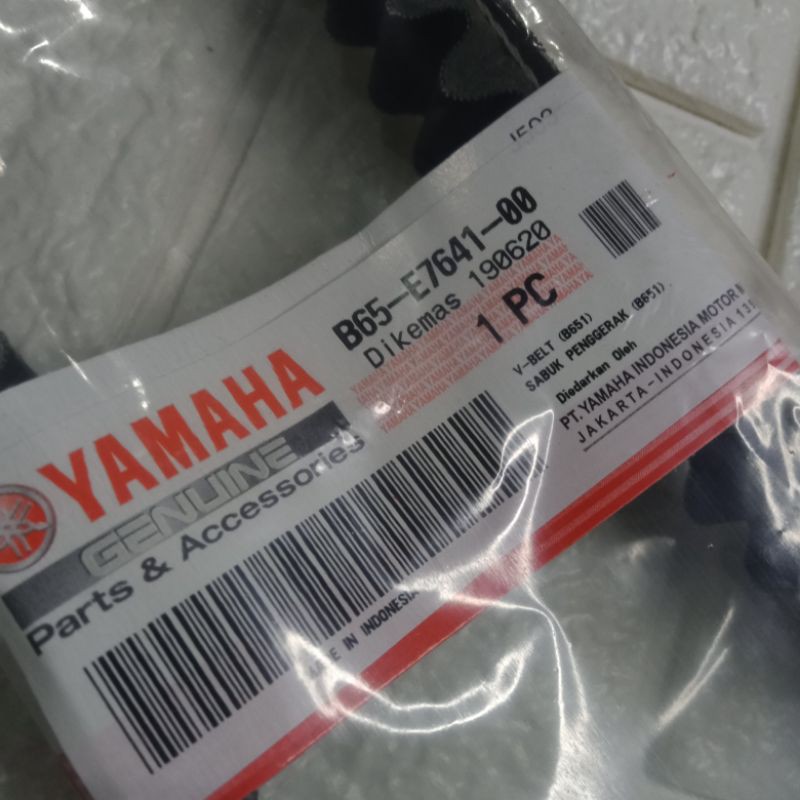 B65-E7641-00
Dikemas 190620
1 PC
YAMAHA
GENUINE
Parts & Accessories
V-BELT (B651)
SABUK PENGGERAK (B651)
Diedarkan Oleh
PT. YAMAHA INDONESIA MOTOR
JAKARTA-INDONESIA
IN INDONESIA